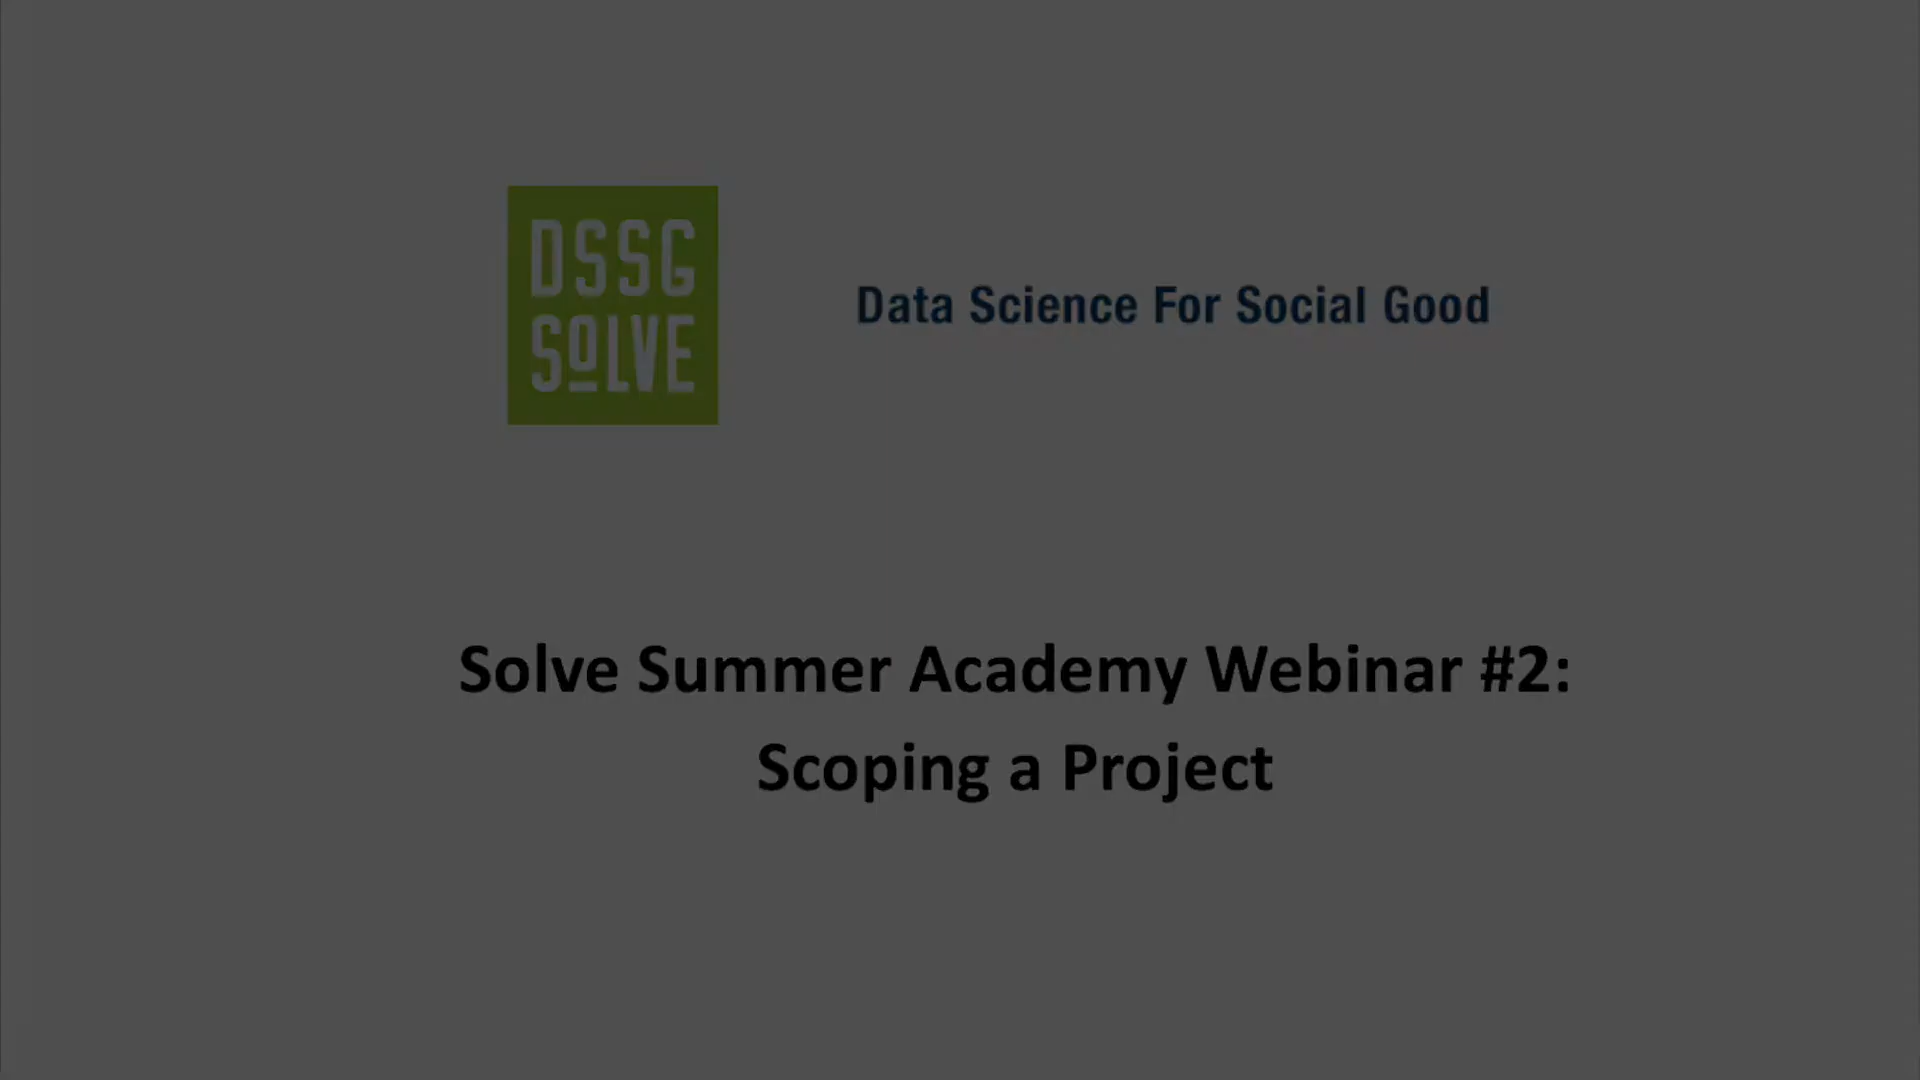 DSSG
SOLVE
Data Science For Social Good
Solve Summer Academy Webinar #2:
Scoping a Project